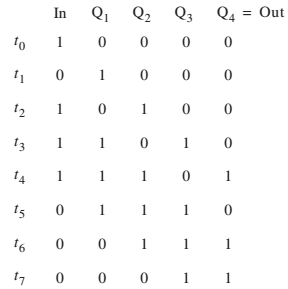 In Q₁ Q₂ Q₃ Q₄ = Out
t₀ 1 0 0 0 0
t₁ 0 1 0 0 0
t₂ 1 0 1 0 0
t₃ 1 1 0 1 0
t₄ 1 1 1 0 1
t₅ 0 1 1 1 0
t₆ 0 0 1 1 1
t₇ 0 0 0 1 1